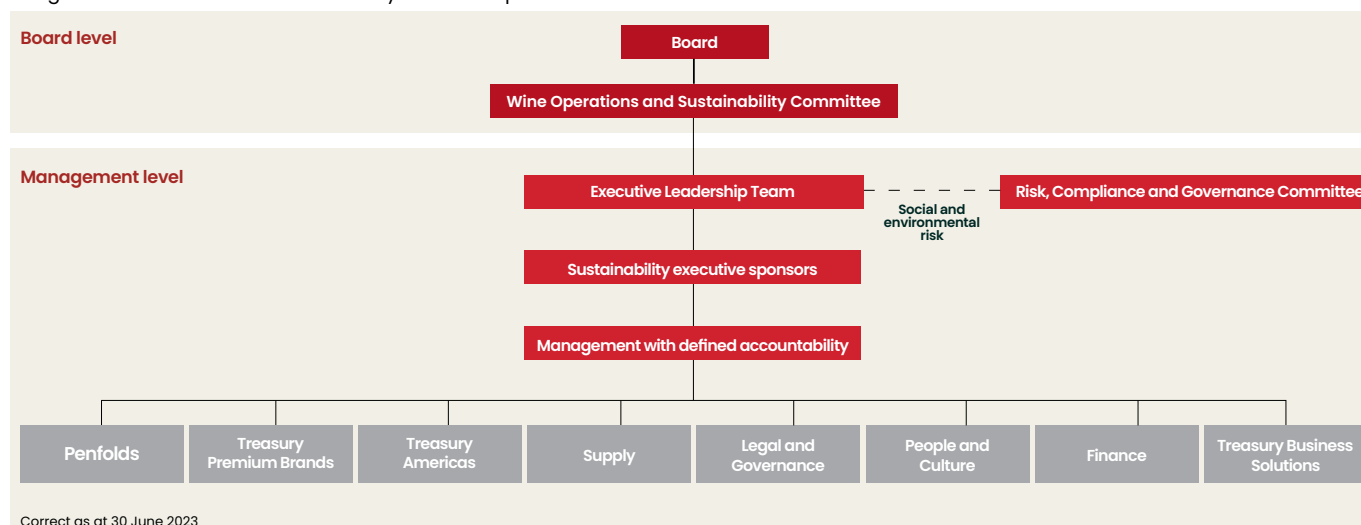 Board level
Board
Wine Operations and Sustainability Committee
Management level
Executive Leadership Team
Risk, Compliance and Governance Committee
Social and
environmental
risk
Sustainability executive sponsors
Management with defined accountability
Penfolds
Treasury
Premium Brands
Treasury
Americas
Supply
Legal and
Governance
People and
Culture
Finance
Treasury Business
Solutions
Correct as at 30 June 2023